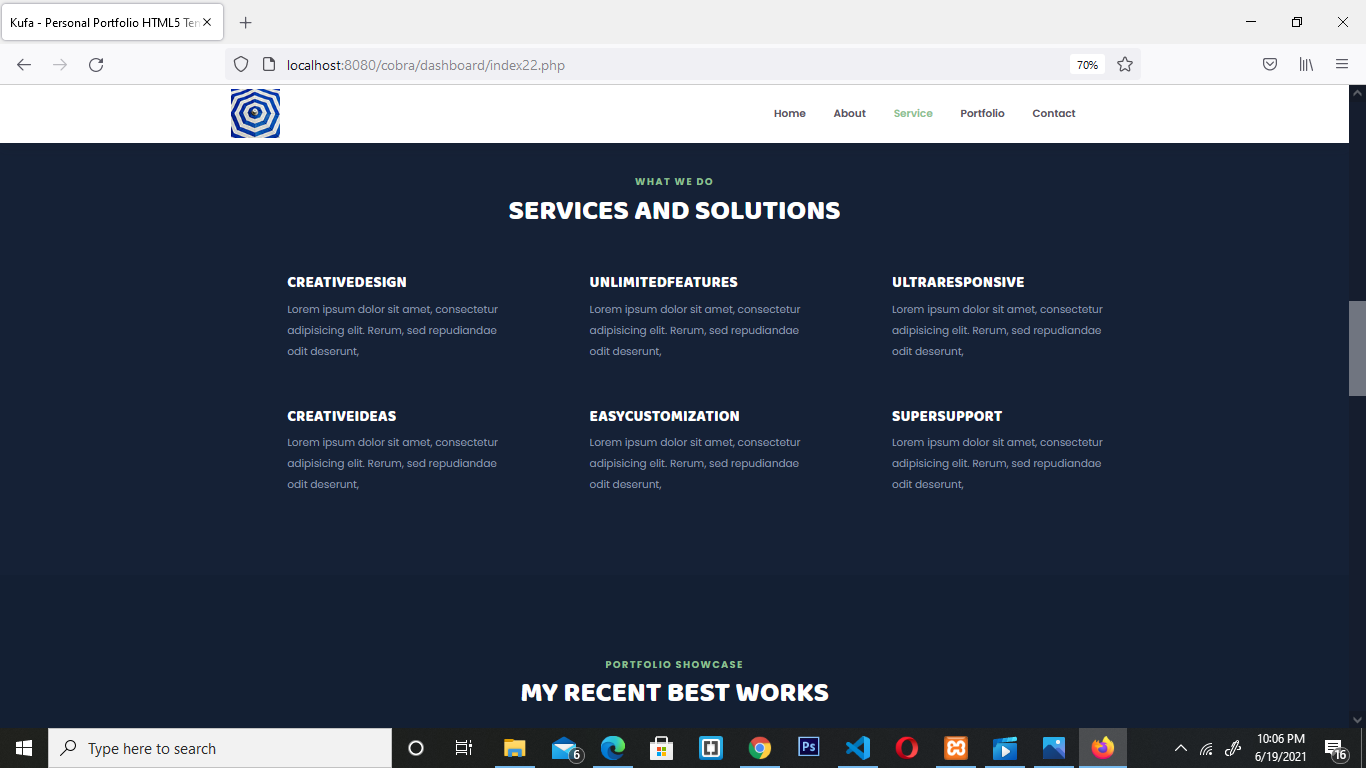 Kufa - Personal Portfolio HTML5 Ten
localhost:8080/cobra/dashboard/index22.php
70%
Home
About
Service
Portfolio
Contact
WHAT WE DO
SERVICES AND SOLUTIONS
CREATIVEDESIGN
Lorem ipsum dolor sit amet, consectetur
adipisicing elit. Rerum, sed repudiandae
odit deserunt,
UNLIMITEDFEATURES
Lorem ipsum dolor sit amet, consectetur
adipisicing elit. Rerum, sed repudiandae
odit deserunt,
ULTRARESPONSIVE
Lorem ipsum dolor sit amet, consectetur
adipisicing elit. Rerum, sed repudiandae
odit deserunt,
CREATIVEIDEAS
Lorem ipsum dolor sit amet, consectetur
adipisicing elit. Rerum, sed repudiandae
odit deserunt,
EASYCUSTOMIZATION
Lorem ipsum dolor sit amet, consectetur
adipisicing elit. Rerum, sed repudiandae
odit deserunt,
SUPERSUPPORT
Lorem ipsum dolor sit amet, consectetur
adipisicing elit. Rerum, sed repudiandae
odit deserunt,
PORTFOLIO SHOWCASE
MY RECENT BEST WORKS
Type here to search
6
Ps
10:06 PM
6/19/2021
16